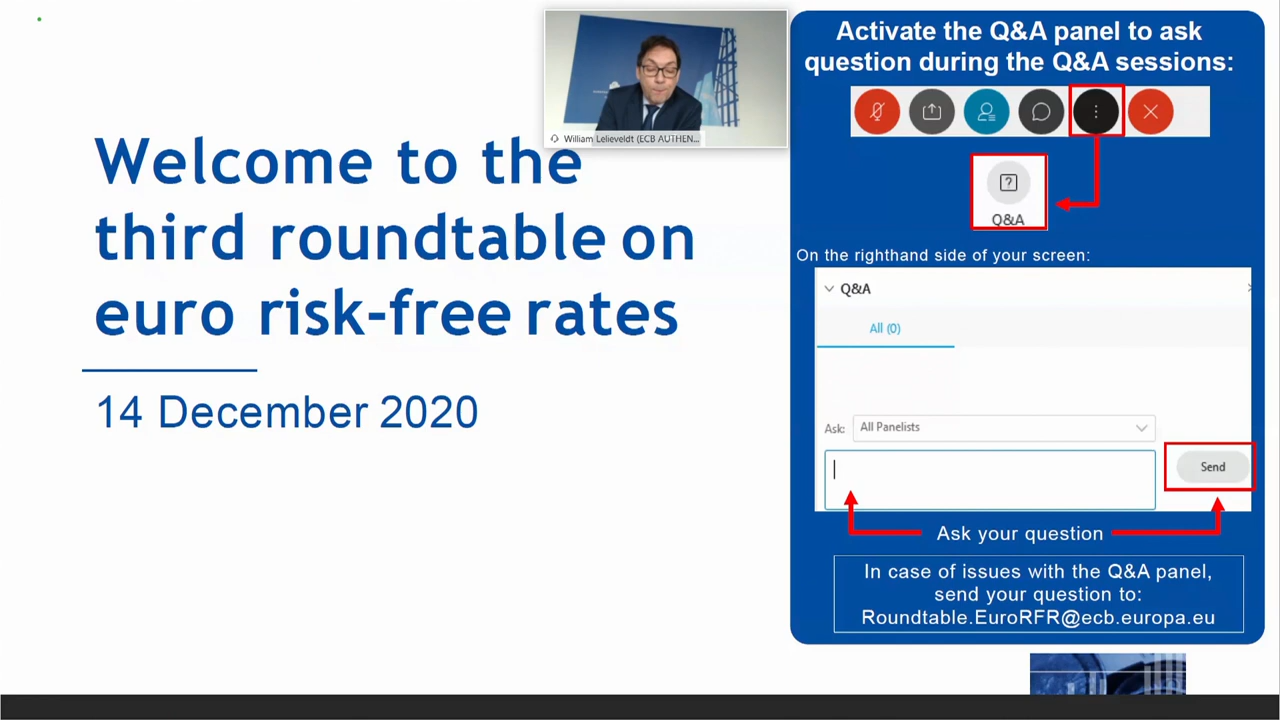 William Lelieveldt (ECB AUTHEN...
Welcome to the
third roundtable on
euro risk-free rates
14 December 2020
Activate the Q&A panel to ask
question during the Q&A sessions:
?
Q&A
On the righthand side of your screen:
Q&A
All (0)
Ask:
All Panelists
Send
Ask your question
In case of issues with the Q&A panel,
send your question to:
Roundtable.EuroRFR@ecb.europa.eu